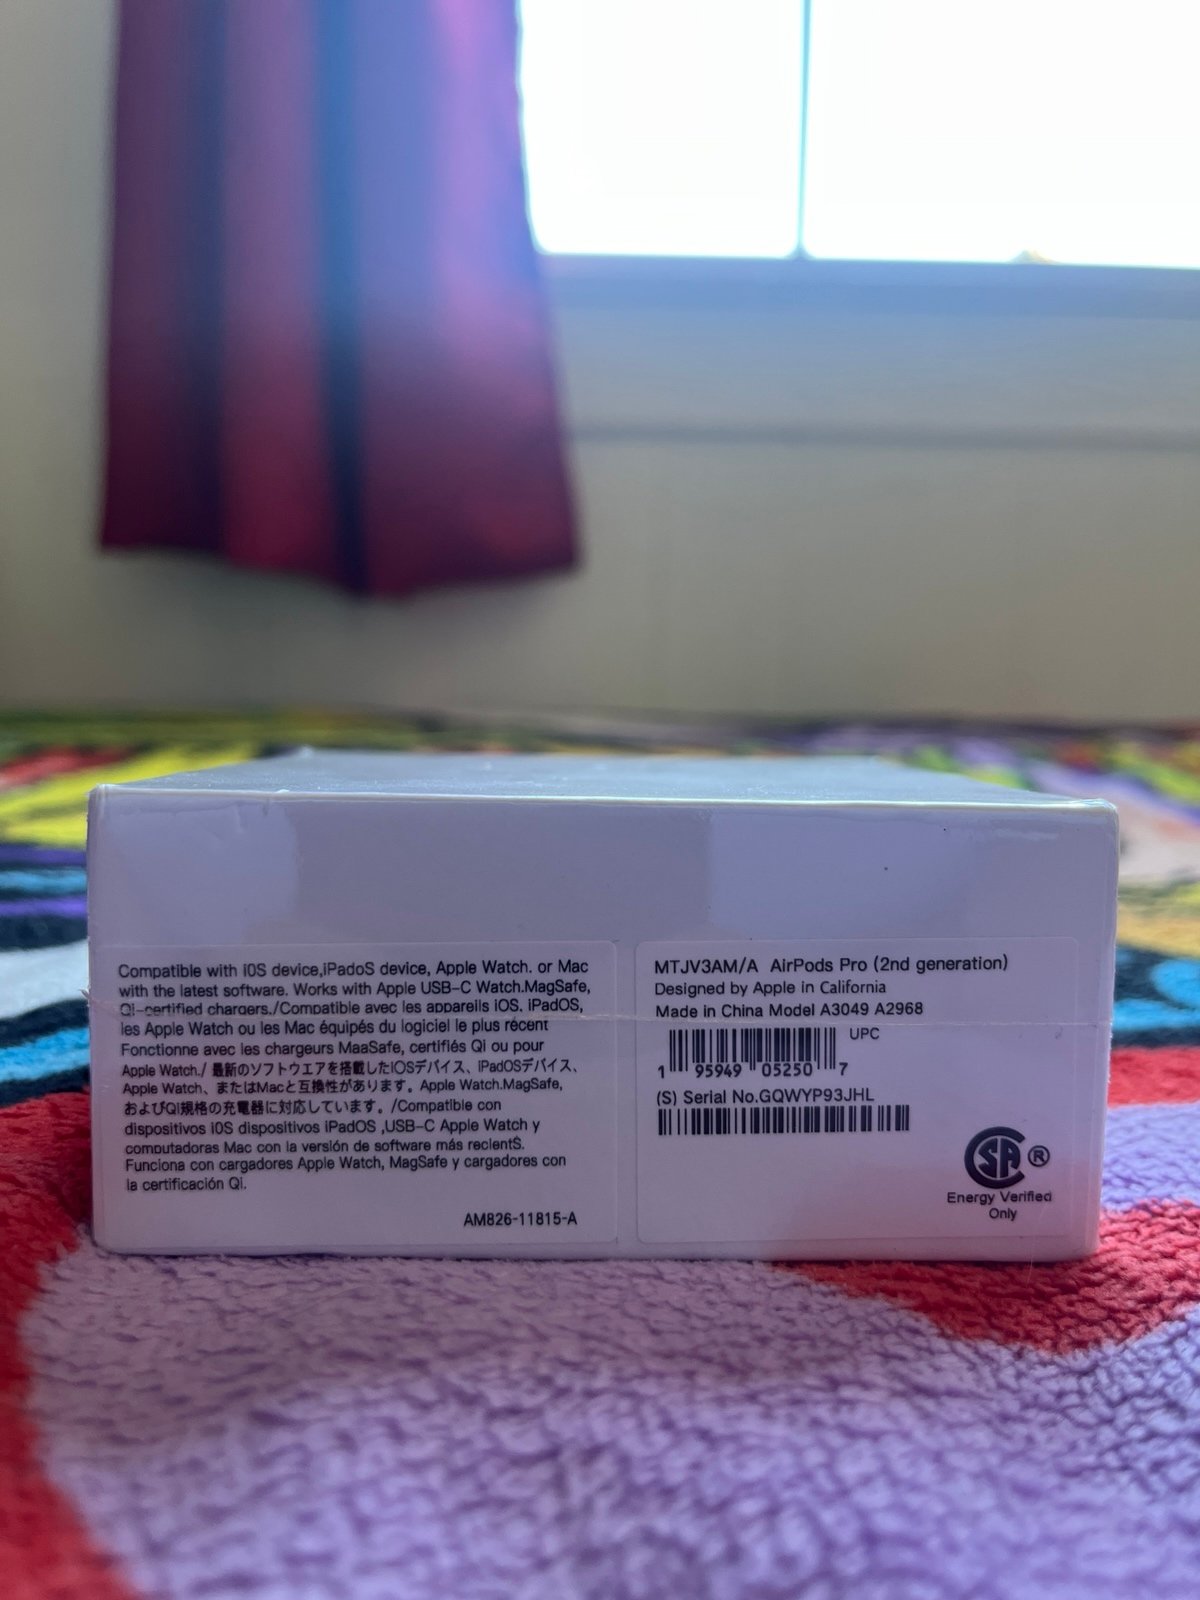 Compatible with iOS device,iPadoS device, Apple Watch. or Mac
with the latest software. Works with Apple USB-C Watch.MagSafe,
Qi-certified chargers./Compatible avec les appareils iOS. iPadOS,
les Apple Watch ou les Mac équipés du logiciel le plus récent
Fonctionne avec les chargeurs MaaSafe, certifiés Qi ou pour
Apple Watch./ 最新のソフトウエアを搭載したiOSデバイス、iPadOSデバイス、
Apple Watch、またはMacと互換性があります。Apple Watch.MagSafe,
およびQi規格の充電器に対応しています。/Compatible con
dispositivos i0S dispositivos iPadOS ,USB-C Apple Watch y
computadoras Mac con la versión de software más reclentŚ.
Funciona con cargadores Apple Watch, MagSafe y cargadores con
la certificación Qi.
AM826-11815-A
MTJV3AM/A AirPods Pro (2nd generation)
Designed by Apple in California
Made in China Model A3049 A2968
UPC
1 95949 05250 7
(S) Serial No.GQWYP93JHL
SA ®
Energy Verified
Only